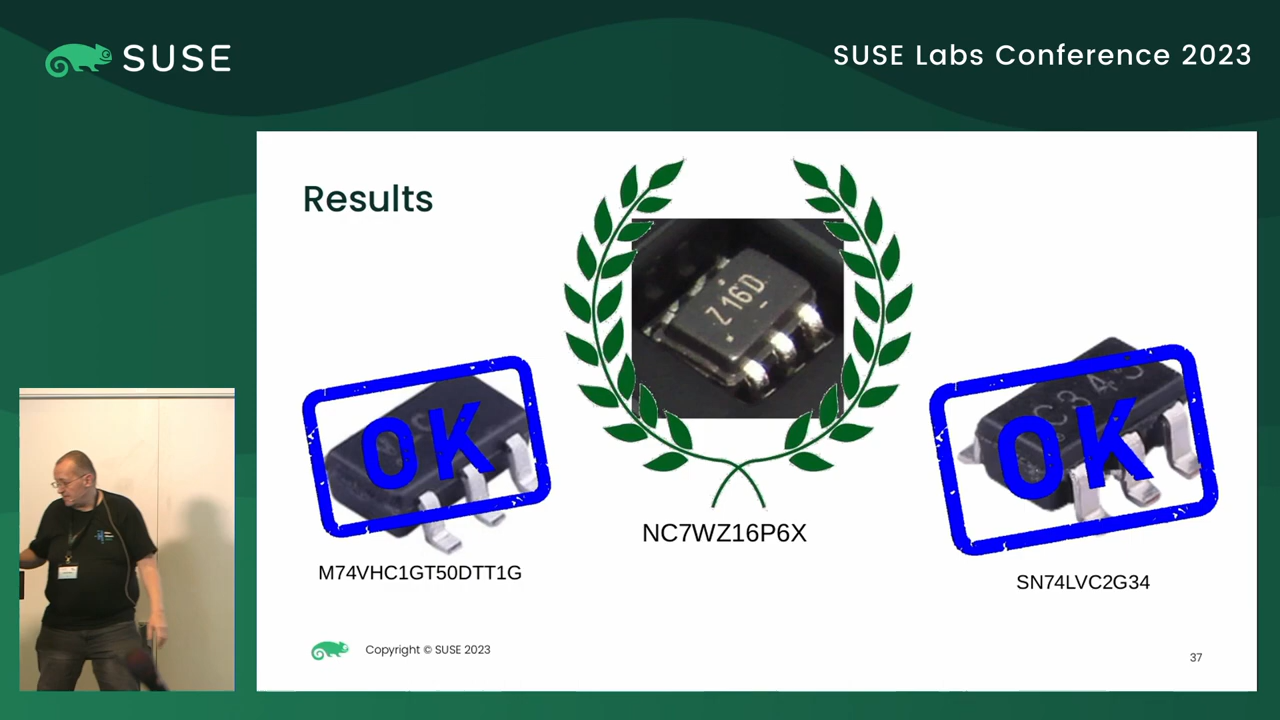 SUSE
SUSE Labs Conference 2023
Results
Z16D
OK
OK
NC7WZ16P6X
M74VHC1GT50DTT1G
SN74LVC2G34
Copyright © SUSE 2023
37